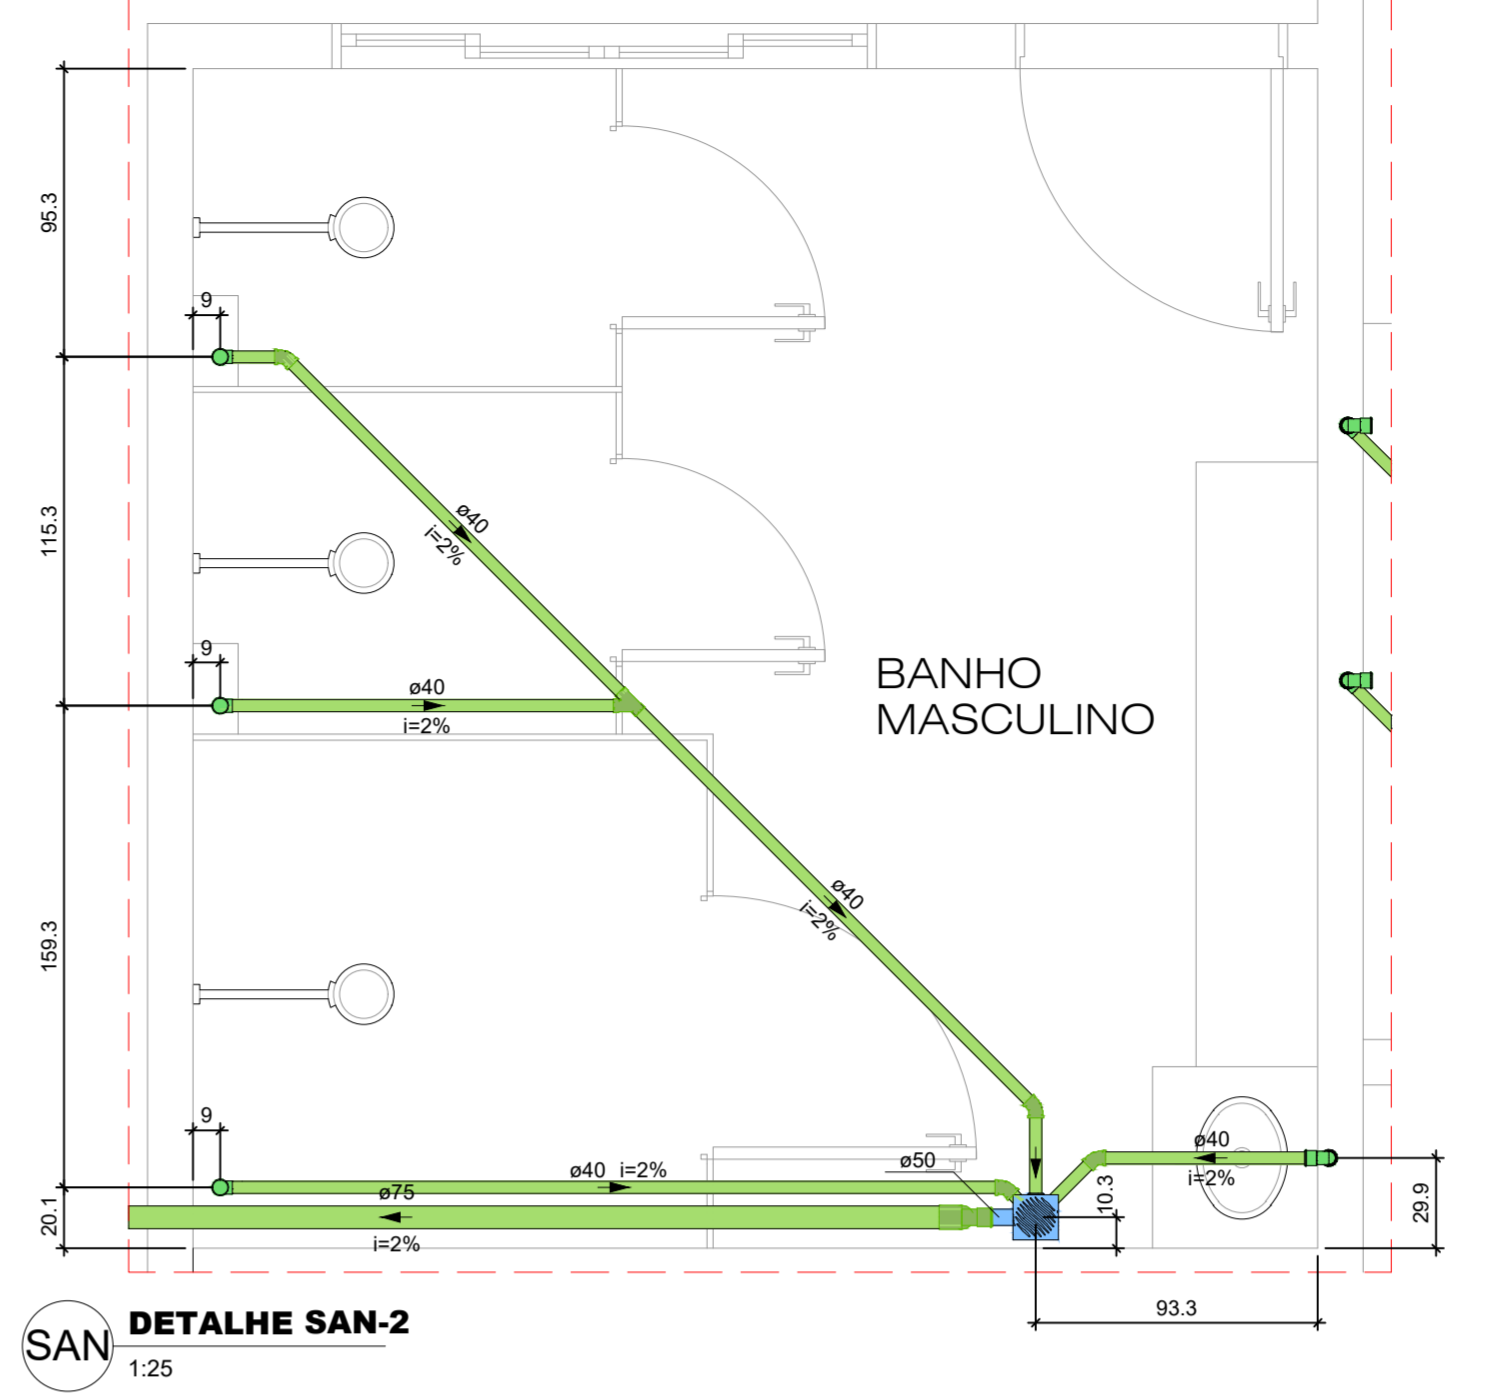 95.3
9
115.3
ø40
i=2%
9
ø40
i=2%
BANHO
MASCULINO
159.3
ø40
i=2%
9
ø40 i=2%
ø50
ø40
i=2%
10.3
29.9
20.1
ø75
i=2%
93.3
SAN
DETALHE SAN-2
1:25